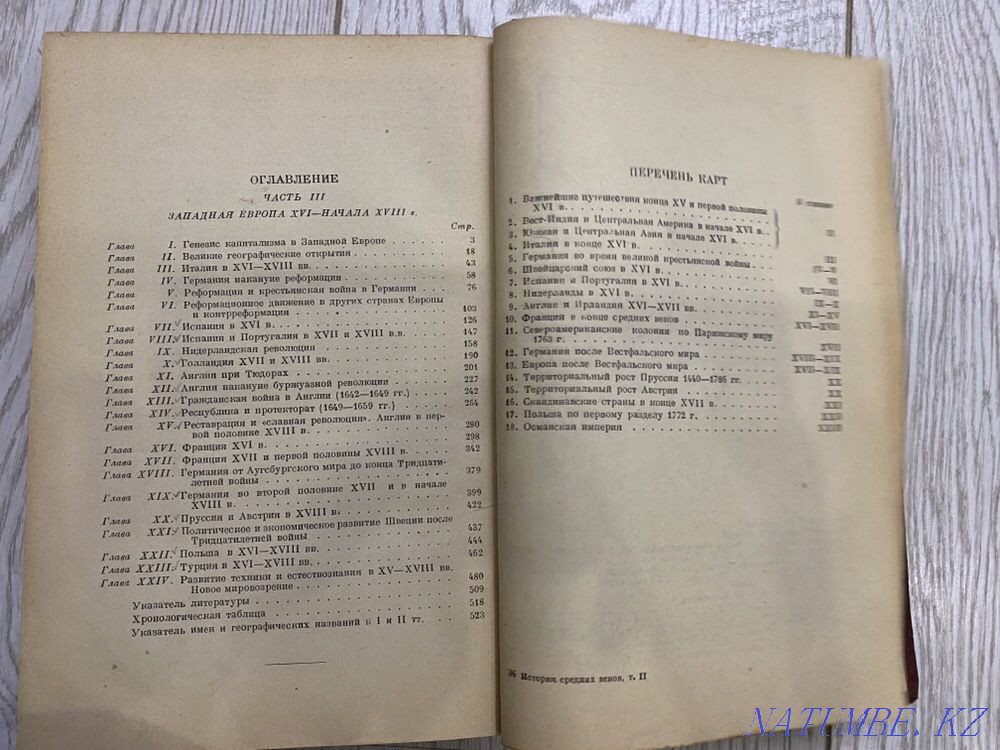 ОГЛАВЛЕНИЕ
ЧАСТЬ III
ЗАПАДНАЯ ЕВРОПА XVI—НАЧАЛА XVIII в.
Стр.
Глава I. Генезис капитализма в Западной Европе . . . . . . . . 3
Глава II. Великие географические открытия . . . . . . . . . . . 18
Глава III. Италия в XVI—XVIII вв. . . . . . . . . . . . . . . . 43
Глава IV. Германия накануне реформации . . . . . . . . . . . . 58
Глава V. Реформация и крестьянская война в Германии . . . . . 76
Глава VI. Реформационное движение в других странах Европы
и контрреформация . . . . . . . . . . . . . . . 103
Глава VII. Испания в XVI в. . . . . . . . . . . . . . . . . . 126
Глава VIII. Испания и Португалия в XVII и XVIII в.в. . . . . . 147
Глава IX. Нидерландская революция . . . . . . . . . . . . . . 158
Глава X. Голландия XVII и XVIII вв. . . . . . . . . . . . . . 190
Глава XI. Англия при Тюдорах . . . . . . . . . . . . . . . . 201
Глава XII. Англия накануне буржуазной революции . . . . . . . 227
Глава XIII. Гражданская война в Англии (1642—1649 гг.) . . . . 242
Глава XIV. Республика и протекторат (1649—1659 гг.) . . . . . 264
Глава XV. Реставрация и «славная революция». Англия в пер-
вой половине XVIII в. . . . . . . . . . . . . . 280
Глава XVI. Франция XVI в. . . . . . . . . . . . . . . . . . . 298
Глава XVII. Франция XVII и первой половины XVIII в. . . . . . 342
Глава XVIII. Германия от Аугсбургского мира до конца Тридцати-
летней войны . . . . . . . . . . . . . . . . . . 379
Глава XIX. Германия во второй половине XVII и в начале
XVIII в. . . . . . . . . . . . . . . . . . . . . 399
Глава XX. Пруссия и Австрия в XVIII в. . . . . . . . . . . . 422
Глава XXI. Политическое и экономическое развитие Швеции после
Тридцатилетней войны . . . . . . . . . . . . . . 437
Глава XXII. Польша в XVI—XVIII вв. . . . . . . . . . . . . . 444
Глава XXIII. Турция в XVI—XVIII вв. . . . . . . . . . . . . . 462
Глава XXIV. Развитие техники и естествознания в XV—XVIII вв.
Новое мировозрение . . . . . . . . . . . . . . . 480
Указатель литературы . . . . . . . . . . . . . . . . . . 509
Хронологическая таблица . . . . . . . . . . . . . . . . . 518
Указатель имен и географических названий к I и II тт. . . . 523
ПЕРЕЧЕНЬ КАРТ
1. Важнейшие путешествия конца XV и первой половины
XVI в. . . . . . . . . . . . . . . . . . .
2. Вест-Индия и Центральная Америка в начале XVI в. .
3. Южная и Центральная Азия в начале XVI в. . . .
4. Италия в конце XVI в. . . . . . . . . . . .
5. Германия во время великой крестьянской войны . .
6. Швейцарский союз в XVI в. . . . . . . . . .
7. Испания и Португалия в XVI в. . . . . . . .
8. Нидерланды в XVI в. . . . . . . . . . . . .
9. Англия и Ирландия XVI—XVII вв. . . . . . . .
10. Франция в конце средних веков . . . . . . .
11. Североамериканские колонии по Парижскому миру
1763 г. . . . . . . . . . . . . . . . . . .
12. Германия после Вестфальского мира . . . . .
13. Европа после Вестфальского мира . . . . . .
14. Территориальный рост Пруссии 1440—1786 гг. .
15. Территориальный рост Австрии . . . . . . .
16. Скандинавские страны в конце XVII в. . . . .
17. Польша по первому разделу 1772 г. . . . . .
18. Османская империя . . . . . . . . . . . . .
36 История средних веков, т. II
NATUMBE.KZ